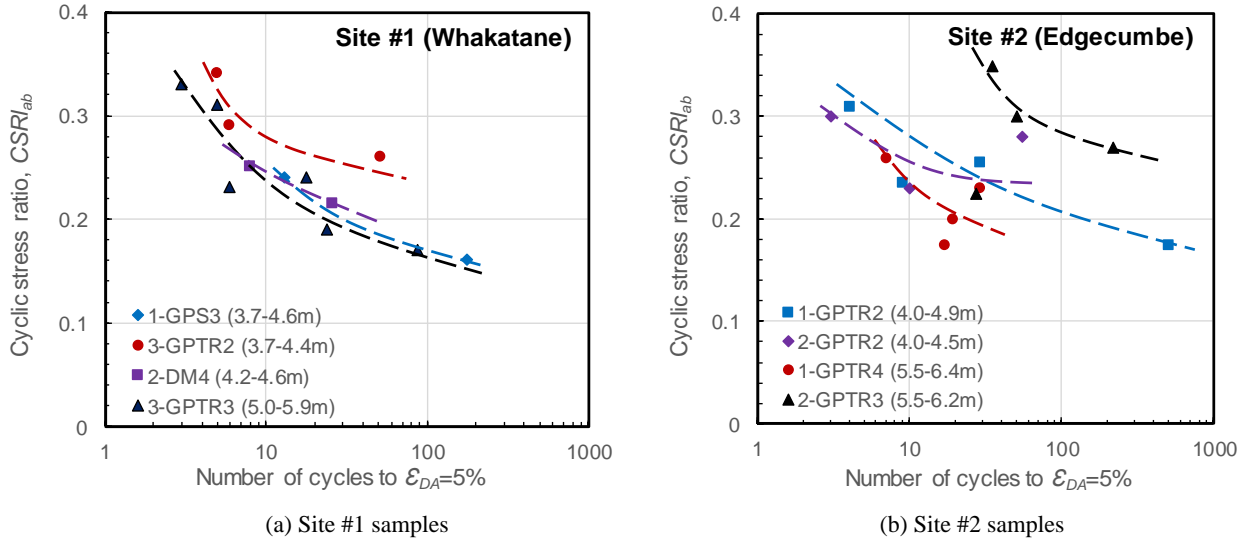 Site #1 (Whakatane)
Cyclic stress ratio, CSRlab
0.4
0.3
0.2
0.1
0
1-GPS3 (3.7-4.6m)
3-GPTR2 (3.7-4.4m)
2-DM4 (4.2-4.6m)
3-GPTR3 (5.0-5.9m)
1 10 100 1000
Number of cycles to ƐDA=5%
(a) Site #1 samples
Site #2 (Edgecumbe)
Cyclic stress ratio, CSRlab
0.4
0.3
0.2
0.1
0
1-GPTR2 (4.0-4.9m)
2-GPTR2 (4.0-4.5m)
1-GPTR4 (5.5-6.4m)
2-GPTR3 (5.5-6.2m)
1 10 100 1000
Number of cycles to ƐDA=5%
(b) Site #2 samples